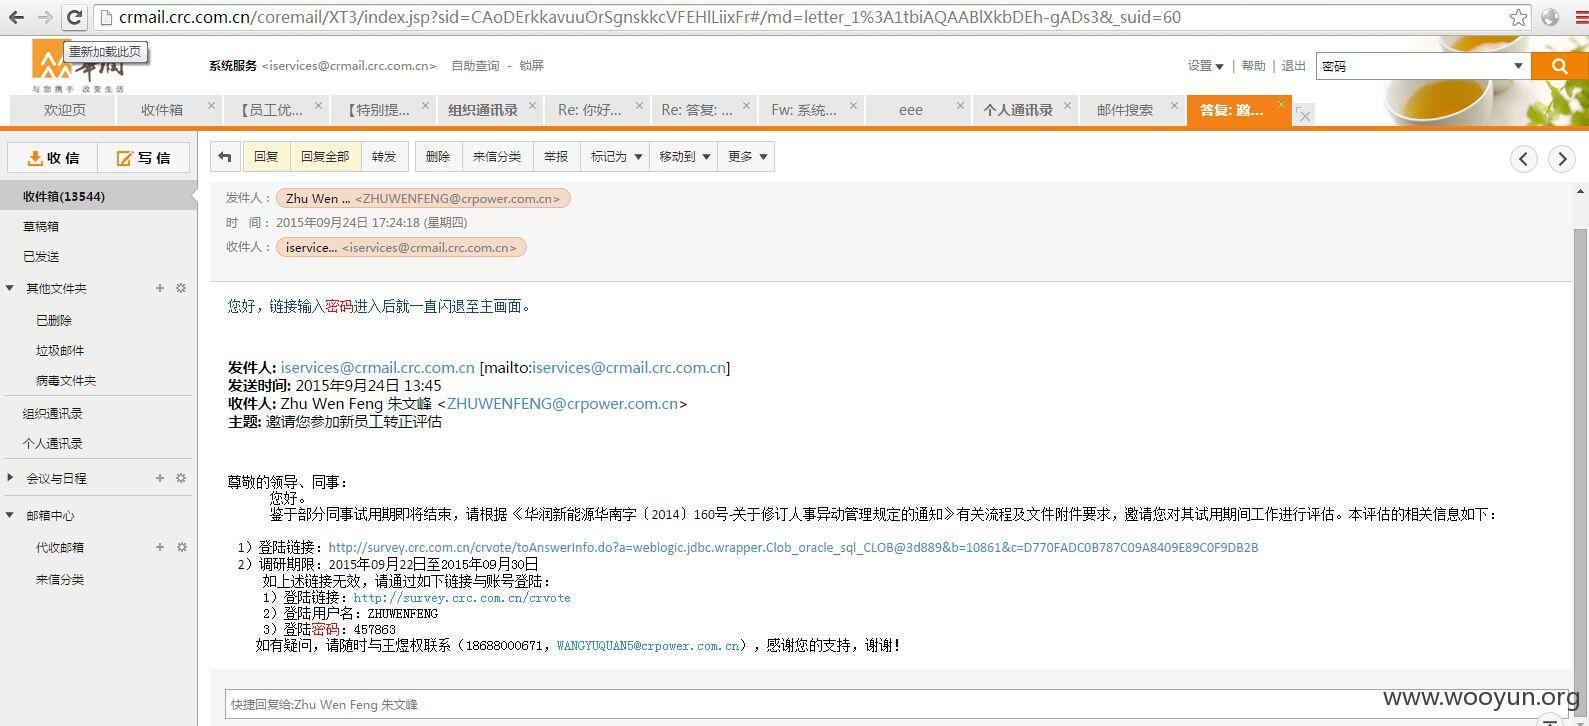 crmail.crc.com.cn/coremail/XT3/index.jsp?sid=CAoDErkkavuuOrSgnskkcVFEHlLiixFr#/md=letter_1%3A1tbiAQAABlXkbDEh-gADs3&_suid=60
重新加载此页
华润
与您携手 改变生活
系统服务 <iservices@crmail.crc.com.cn> 自助查询 - 锁屏
设置 | 帮助 | 退出 密码
欢迎页 收件箱 【员工优... 【特别提... 组织通讯录 Re: 你好... Re: 答复: ... Fw: 系统... eee 个人通讯录 邮件搜索 答复: 邀...
收 信 写 信
回复 回复全部 转发 删除 来信分类 举报 标记为 移动到 更多
收件箱(13544)
草稿箱
已发送
其他文件夹
已删除
垃圾邮件
病毒文件夹
组织通讯录
个人通讯录
会议与日程
邮箱中心
代收邮箱
来信分类
发件人： Zhu Wen ... <ZHUWENFENG@crpower.com.cn>
时 间： 2015年09月24日 17:24:18 (星期四)
收件人： iservice... <iservices@crmail.crc.com.cn>
您好，链接输入密码进入后就一直闪退至主画面。
发件人: iservices@crmail.crc.com.cn [mailto:iservices@crmail.crc.com.cn]
发送时间: 2015年9月24日 13:45
收件人: Zhu Wen Feng 朱文峰 <ZHUWENFENG@crpower.com.cn>
主题: 邀请您参加新员工转正评估
尊敬的领导、同事：
您好。
鉴于部分同事试用期即将结束，请根据《华润新能源华南字〔2014〕160号-关于修订人事异动管理规定的通知》有关流程及文件附件要求，邀请您对其试用期间工作进行评估。本评估的相关信息如下：
1）登陆链接：http://survey.crc.com.cn/crvote/toAnswerInfo.do?a=weblogic.jdbc.wrapper.Clob_oracle_sql_CLOB@3d889&b=10861&c=D770FADC0B787C09A8409E89C0F9DB2B
2）调研期限：2015年09月22日至2015年09月30日
如上述链接无效，请通过如下链接与账号登陆：
1）登陆链接：http://survey.crc.com.cn/crvote
2）登陆用户名：ZHUWENFENG
3）登陆密码：457863
如有疑问，请随时与王煜权联系（18688000671，WANGYUQUAN5@crpower.com.cn），感谢您的支持，谢谢！
快捷回复给:Zhu Wen Feng 朱文峰
www.wooyun.org